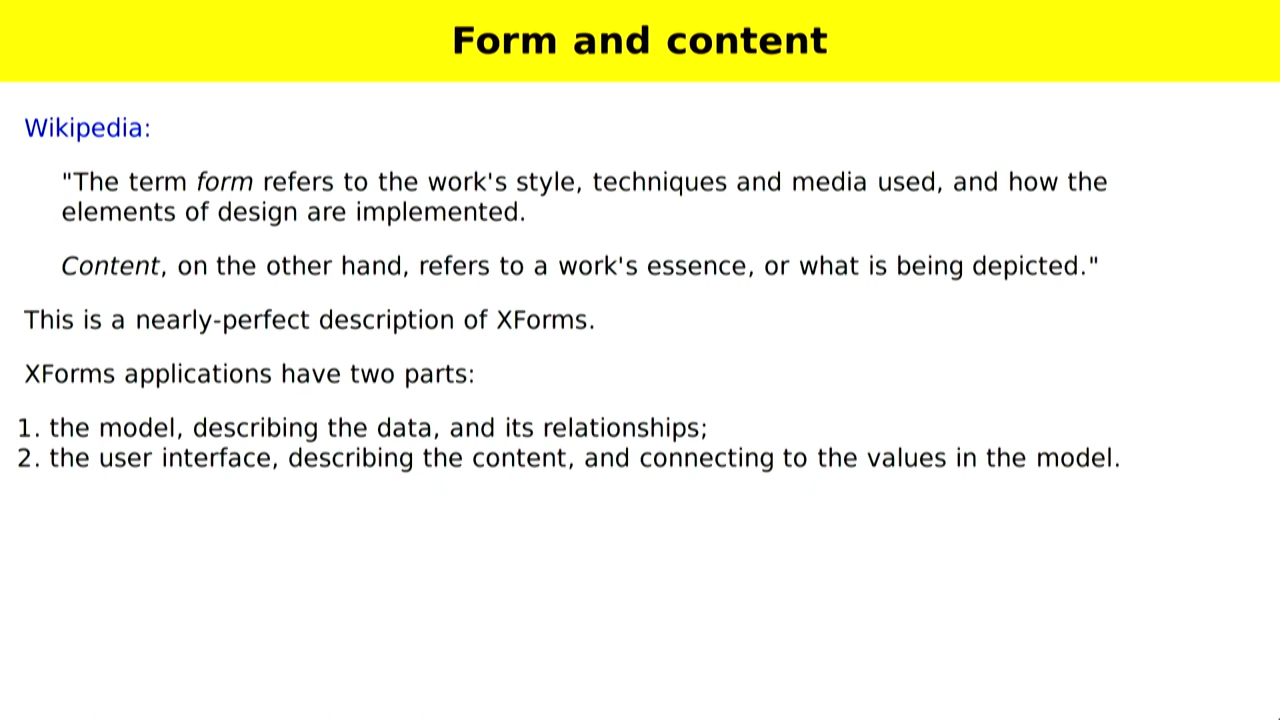 Form and content
Wikipedia:
"The term form refers to the work's style, techniques and media used, and how the
elements of design are implemented.
Content, on the other hand, refers to a work's essence, or what is being depicted."
This is a nearly-perfect description of XForms.
XForms applications have two parts:
1. the model, describing the data, and its relationships;
2. the user interface, describing the content, and connecting to the values in the model.